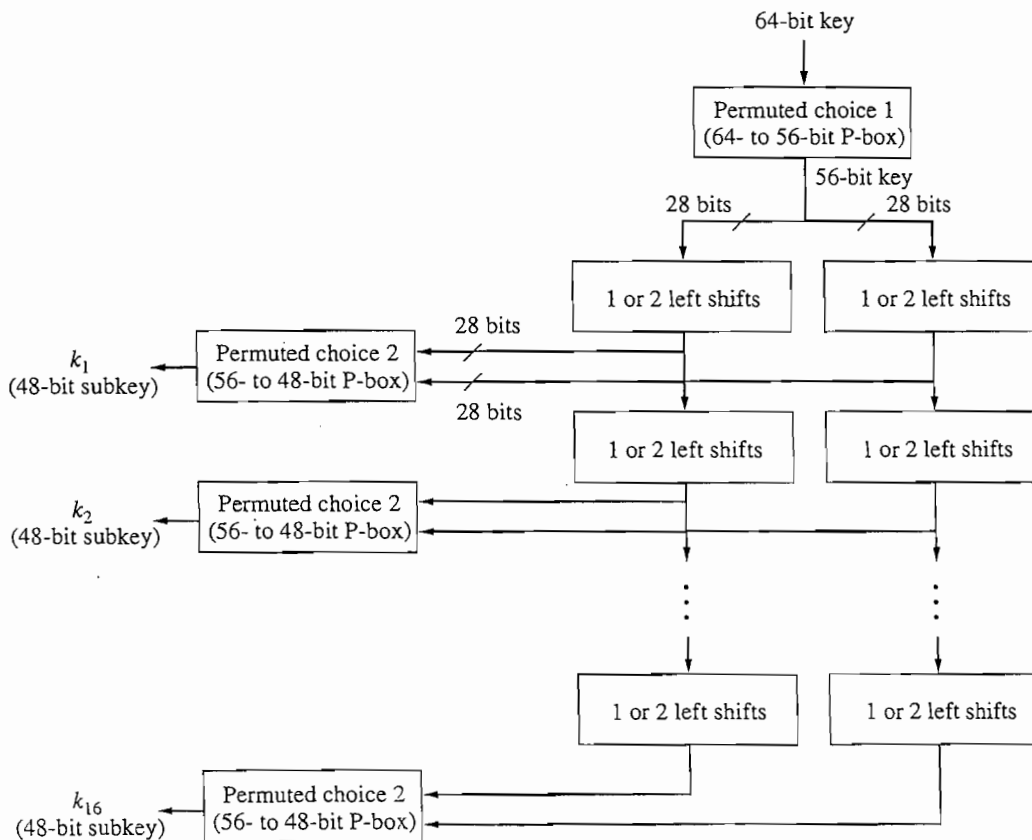 64-bit key
Permuted choice 1
(64- to 56-bit P-box)
56-bit key
28 bits
28 bits
1 or 2 left shifts
1 or 2 left shifts
28 bits
k₁
(48-bit subkey)
Permuted choice 2
(56- to 48-bit P-box)
28 bits
1 or 2 left shifts
1 or 2 left shifts
k₂
(48-bit subkey)
Permuted choice 2
(56- to 48-bit P-box)
1 or 2 left shifts
1 or 2 left shifts
k₁₆
(48-bit subkey)
Permuted choice 2
(56- to 48-bit P-box)